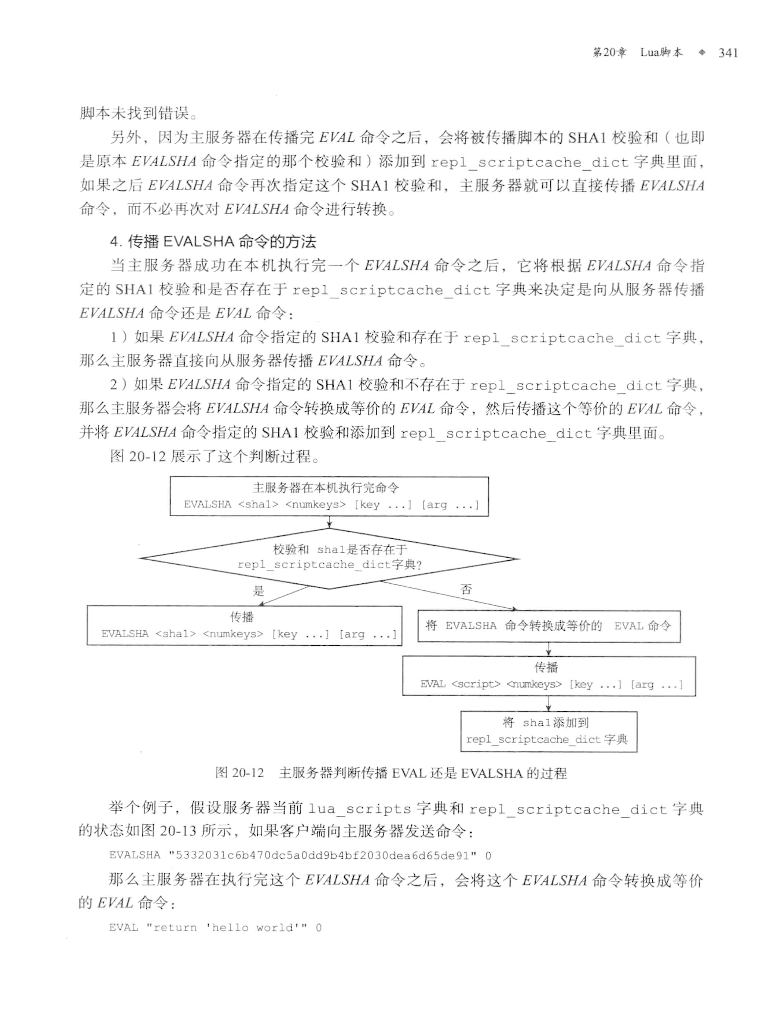 第20章 Lua脚本 ◆ 341
脚本未找到错误。
另外，因为主服务器在传播完 EVAL 命令之后，会将被传播脚本的 SHA1 校验和（也即
是原本 EVALSHA 命令指定的那个校验和）添加到 repl_scriptcache_dict 字典里面，
如果之后 EVALSHA 命令再次指定这个 SHA1 校验和，主服务器就可以直接传播 EVALSHA
命令，而不必再次对 EVALSHA 命令进行转换。
4. 传播 EVALSHA 命令的方法
当主服务器成功在本机执行完一个 EVALSHA 命令之后，它将根据 EVALSHA 命令指
定的 SHA1 校验和是否存在于 repl_scriptcache_dict 字典来决定是向从服务器传播
EVALSHA 命令还是 EVAL 命令：
1）如果 EVALSHA 命令指定的 SHA1 校验和存在于 repl_scriptcache_dict 字典，
那么主服务器直接向从服务器传播 EVALSHA 命令。
2）如果 EVALSHA 命令指定的 SHA1 校验和不存在于 repl_scriptcache_dict 字典，
那么主服务器会将 EVALSHA 命令转换成等价的 EVAL 命令，然后传播这个等价的 EVAL 命令，
并将 EVALSHA 命令指定的 SHA1 校验和添加到 repl_scriptcache_dict 字典里面。
图 20-12 展示了这个判断过程。
主服务器在本机执行完命令
EVALSHA <sha1> <numkeys> [key ...] [arg ...]
校验和 sha1是否存在于
repl_scriptcache_dict字典?
是
否
传播
EVALSHA <sha1> <numkeys> [key ...] [arg ...]
将 EVALSHA 命令转换成等价的 EVAL 命令
传播
EVAL <script> <numkeys> [key ...] [arg ...]
将 sha1添加到
repl_scriptcache_dict 字典
图 20-12 主服务器判断传播 EVAL 还是 EVALSHA 的过程
举个例子，假设服务器当前 lua_scripts 字典和 repl_scriptcache_dict 字典
的状态如图 20-13 所示，如果客户端向主服务器发送命令：
EVALSHA "5332031c6b470dc5a0dd9b4bf2030dea6d65de91" 0
那么主服务器在执行完这个 EVALSHA 命令之后，会将这个 EVALSHA 命令转换成等价
的 EVAL 命令：
EVAL "return 'hello world'" 0